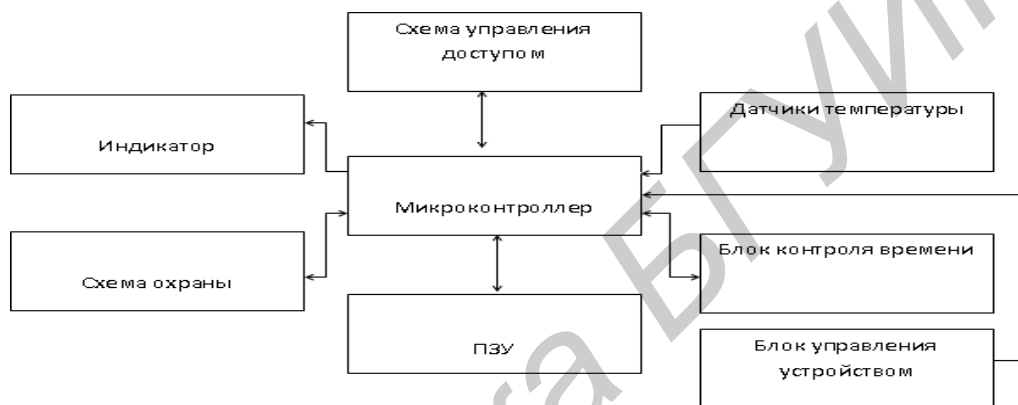 Схема управления
доступом
Датчики температуры
Индикатор
Микроконтроллер
Блок контроля времени
Схема охраны
ПЗУ
Блок управления
устройством